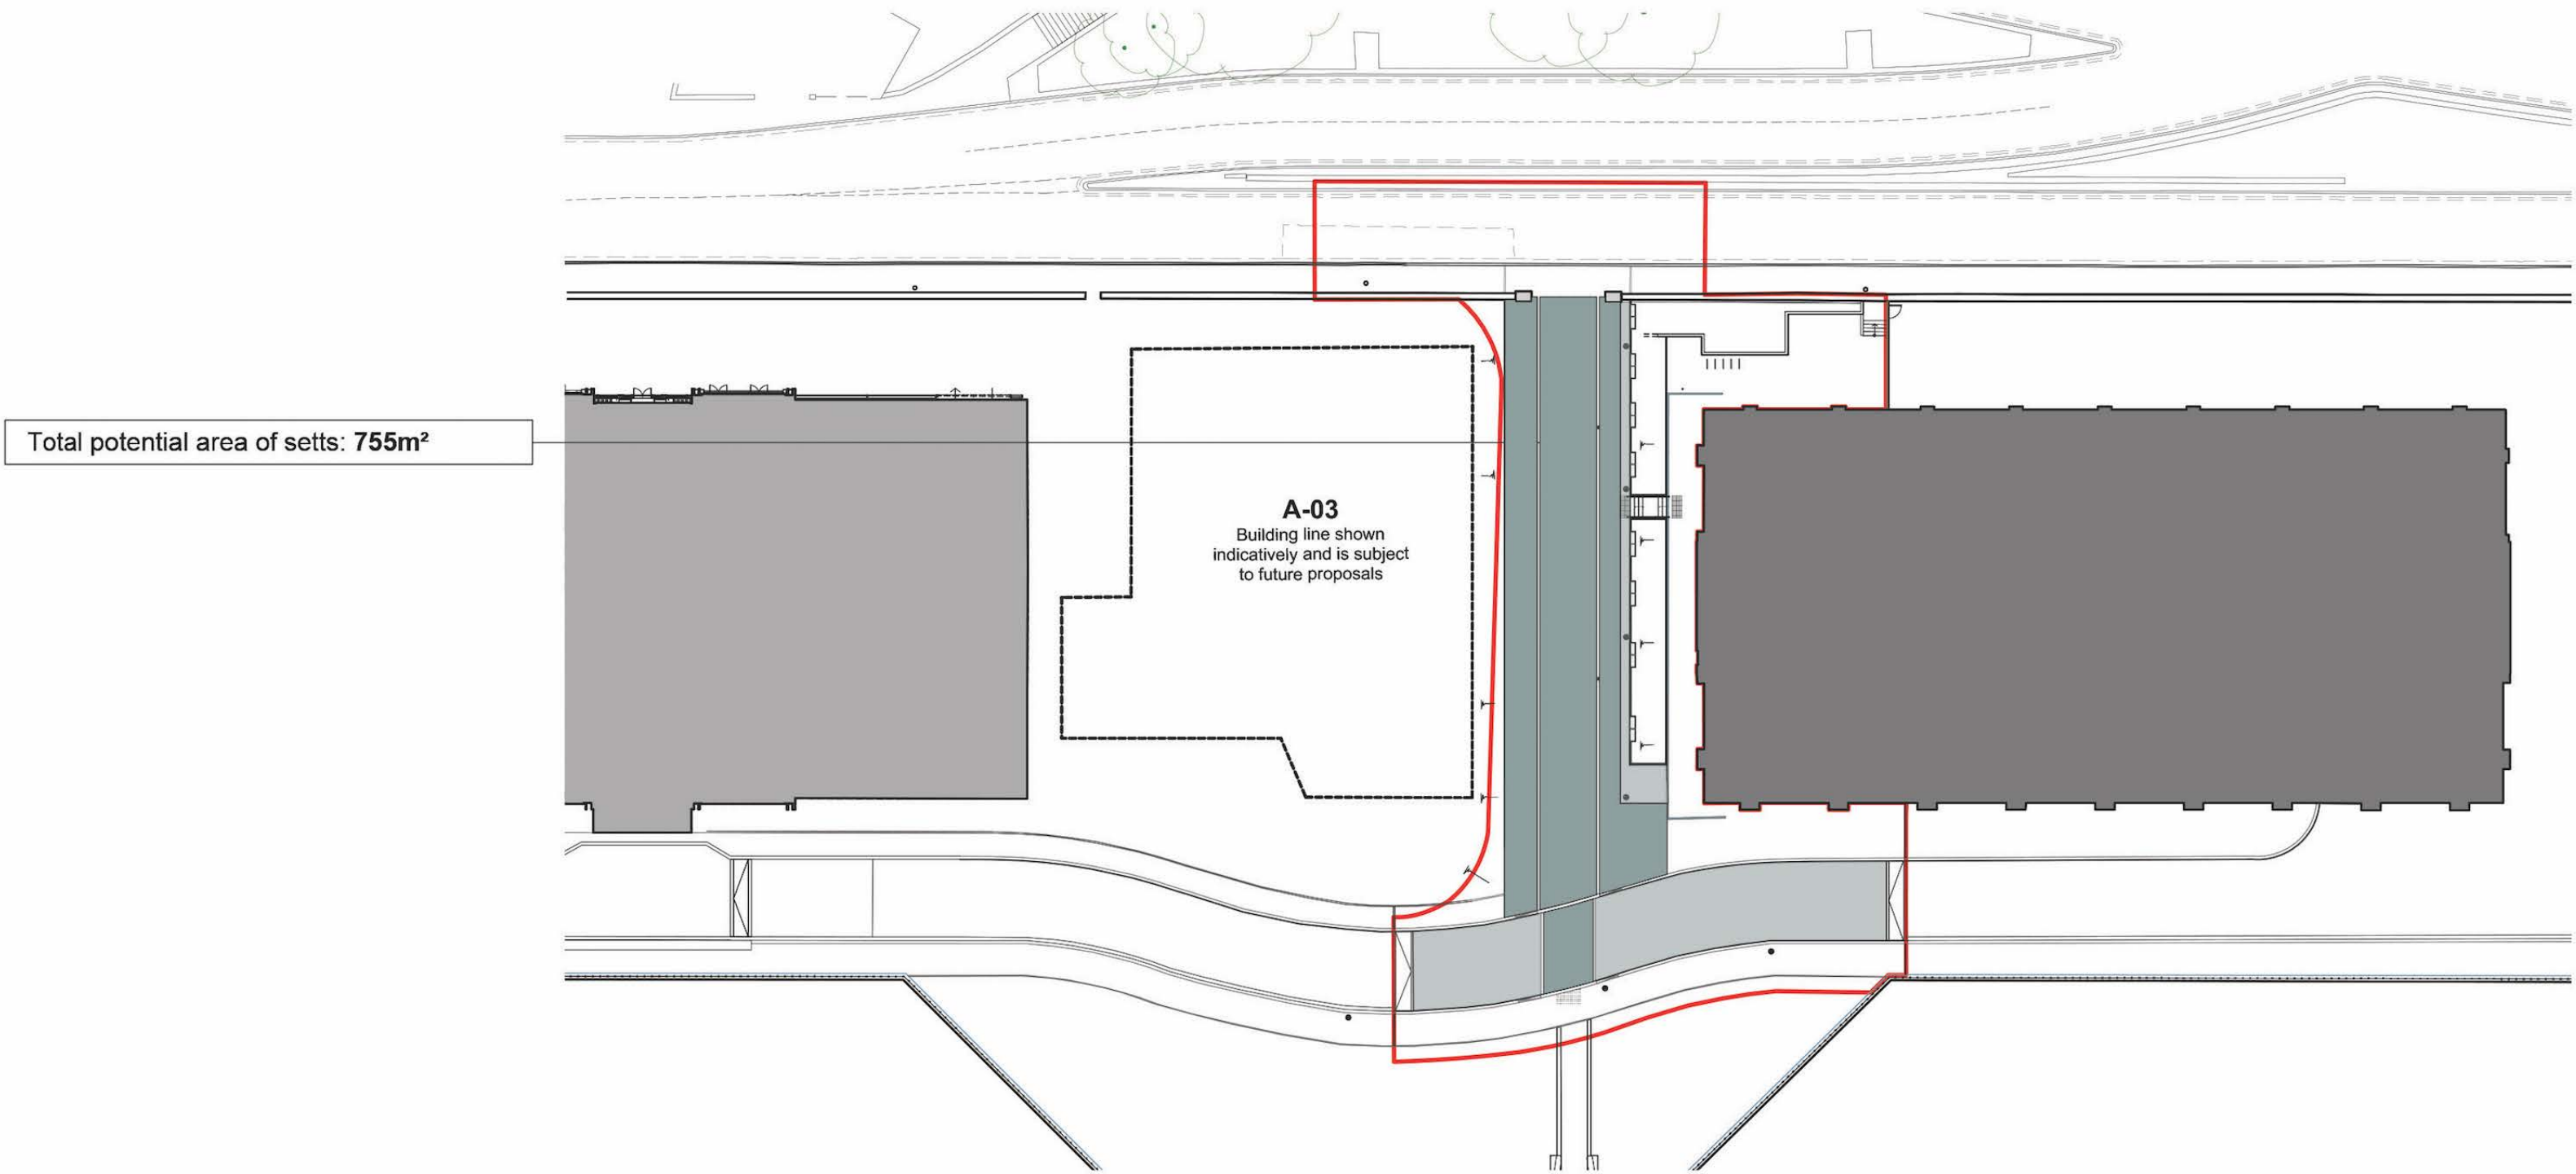 Total potential area of setts: 755m²
A-03
Building line shown
indicatively and is subject
to future proposals